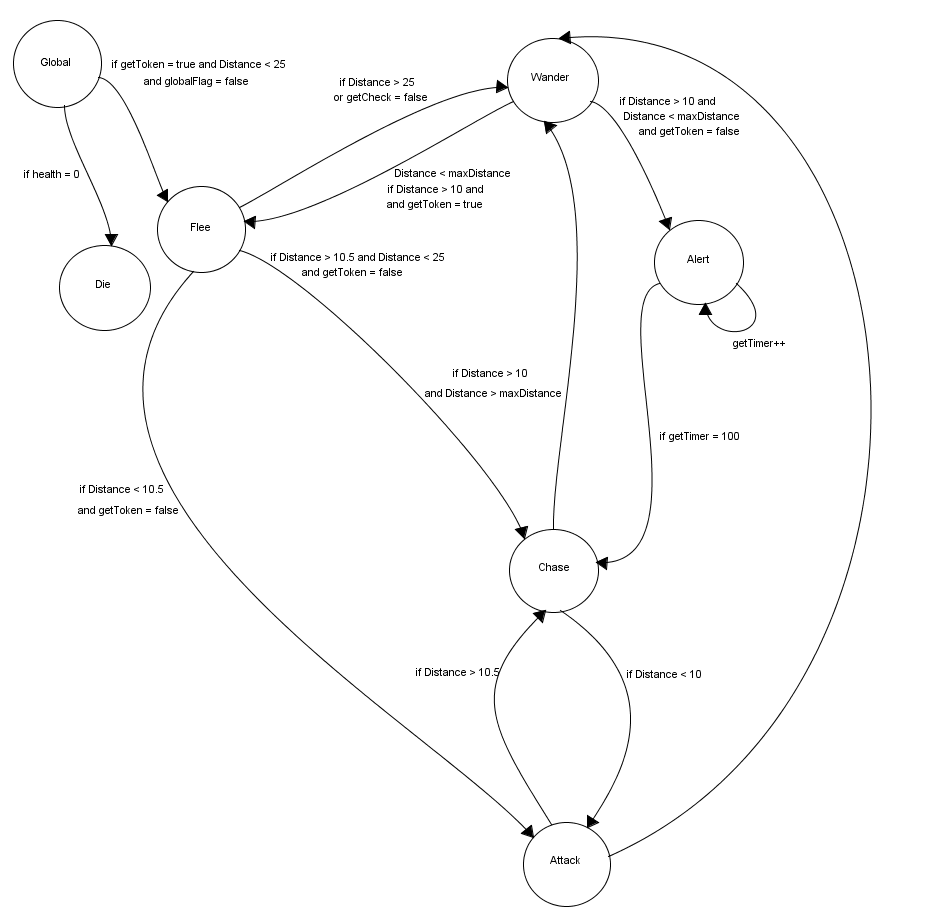 Global
if getToken = true and Distance < 25
and globalFlag = false
if health = 0
Die
Flee
if Distance > 25
or getCheck = false
Wander
if Distance > 10 and
Distance < maxDistance
and getToken = false
Distance < maxDistance
if Distance > 10 and
and getToken = true
if Distance > 10.5 and Distance < 25
and getToken = false
Alert
getTimer++
if Distance > 10
and Distance > maxDistance
if getTimer = 100
if Distance < 10.5
and getToken = false
Chase
if Distance > 10.5
if Distance < 10
Attack